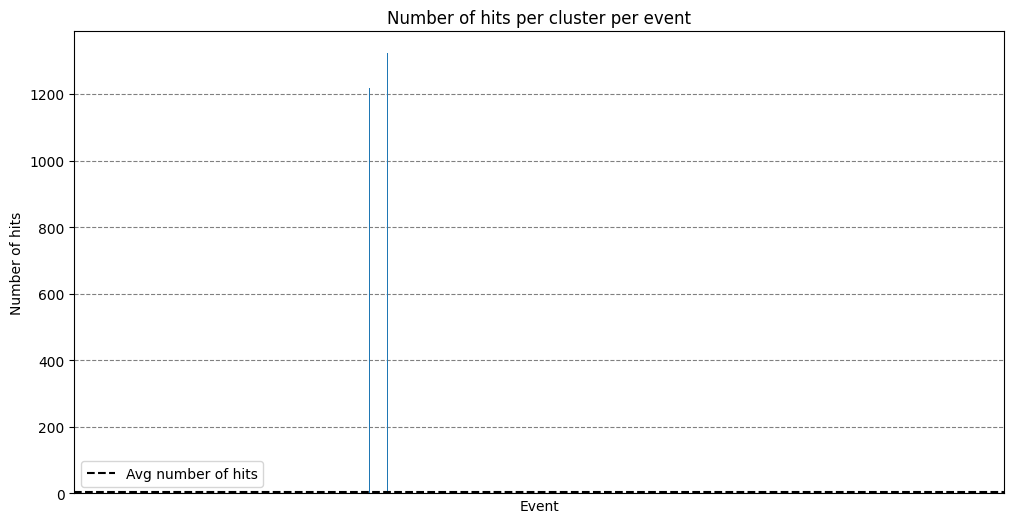 Number of hits per cluster per event
Number of hits
1200
1000
800
600
400
200
0
Avg number of hits
Event